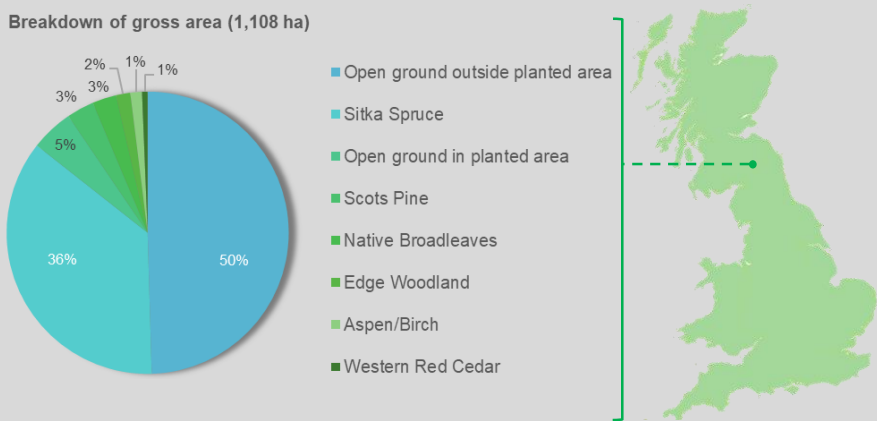 Breakdown of gross area (1,108 ha)
1%
2%
1%
3%
3%
5%
36%
50%
Open ground outside planted area
Sitka Spruce
Open ground in planted area
Scots Pine
Native Broadleaves
Edge Woodland
Aspen/Birch
Western Red Cedar